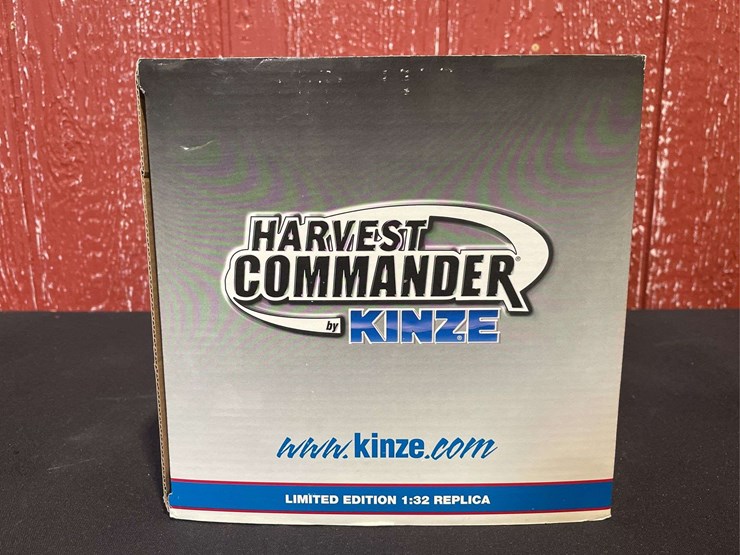 HARVEST
COMMANDER®
by KINZE
www.kinze.com
LIMITED EDITION 1:32 REPLICA